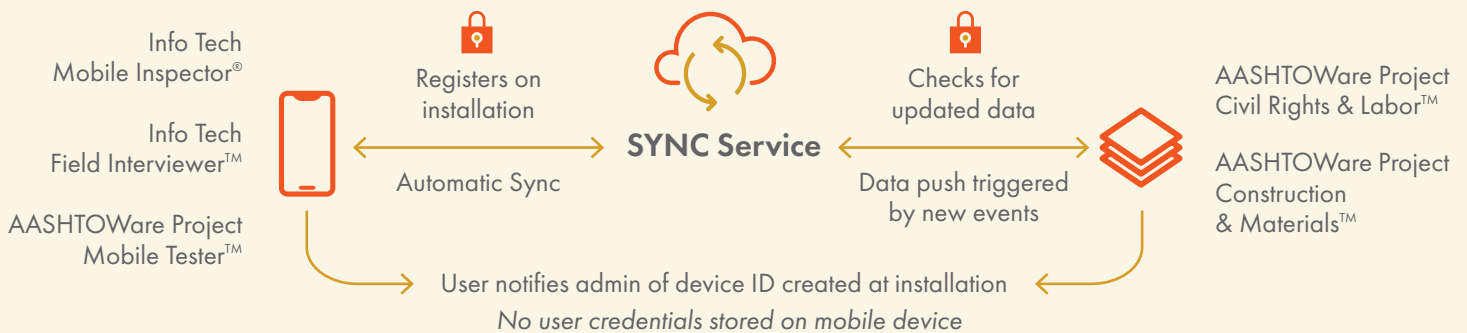 Info Tech
Mobile Inspector®
Info Tech
Field Interviewer™
AASHTOWare Project
Mobile Tester™
Registers on
installation
Automatic Sync
SYNC Service
Checks for
updated data
Data push triggered
by new events
AASHTOWare Project
Civil Rights & Labor™
AASHTOWare Project
Construction
& Materials™
User notifies admin of device ID created at installation
No user credentials stored on mobile device